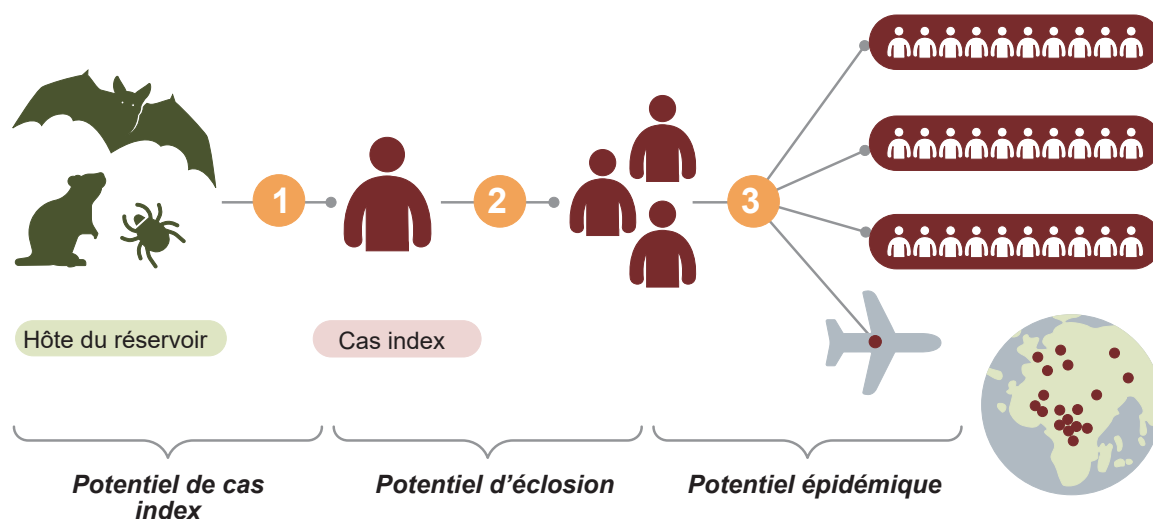 1
2
3
Hôte du réservoir
Cas index
Potentiel de cas
index
Potentiel d'éclosion
Potentiel épidémique